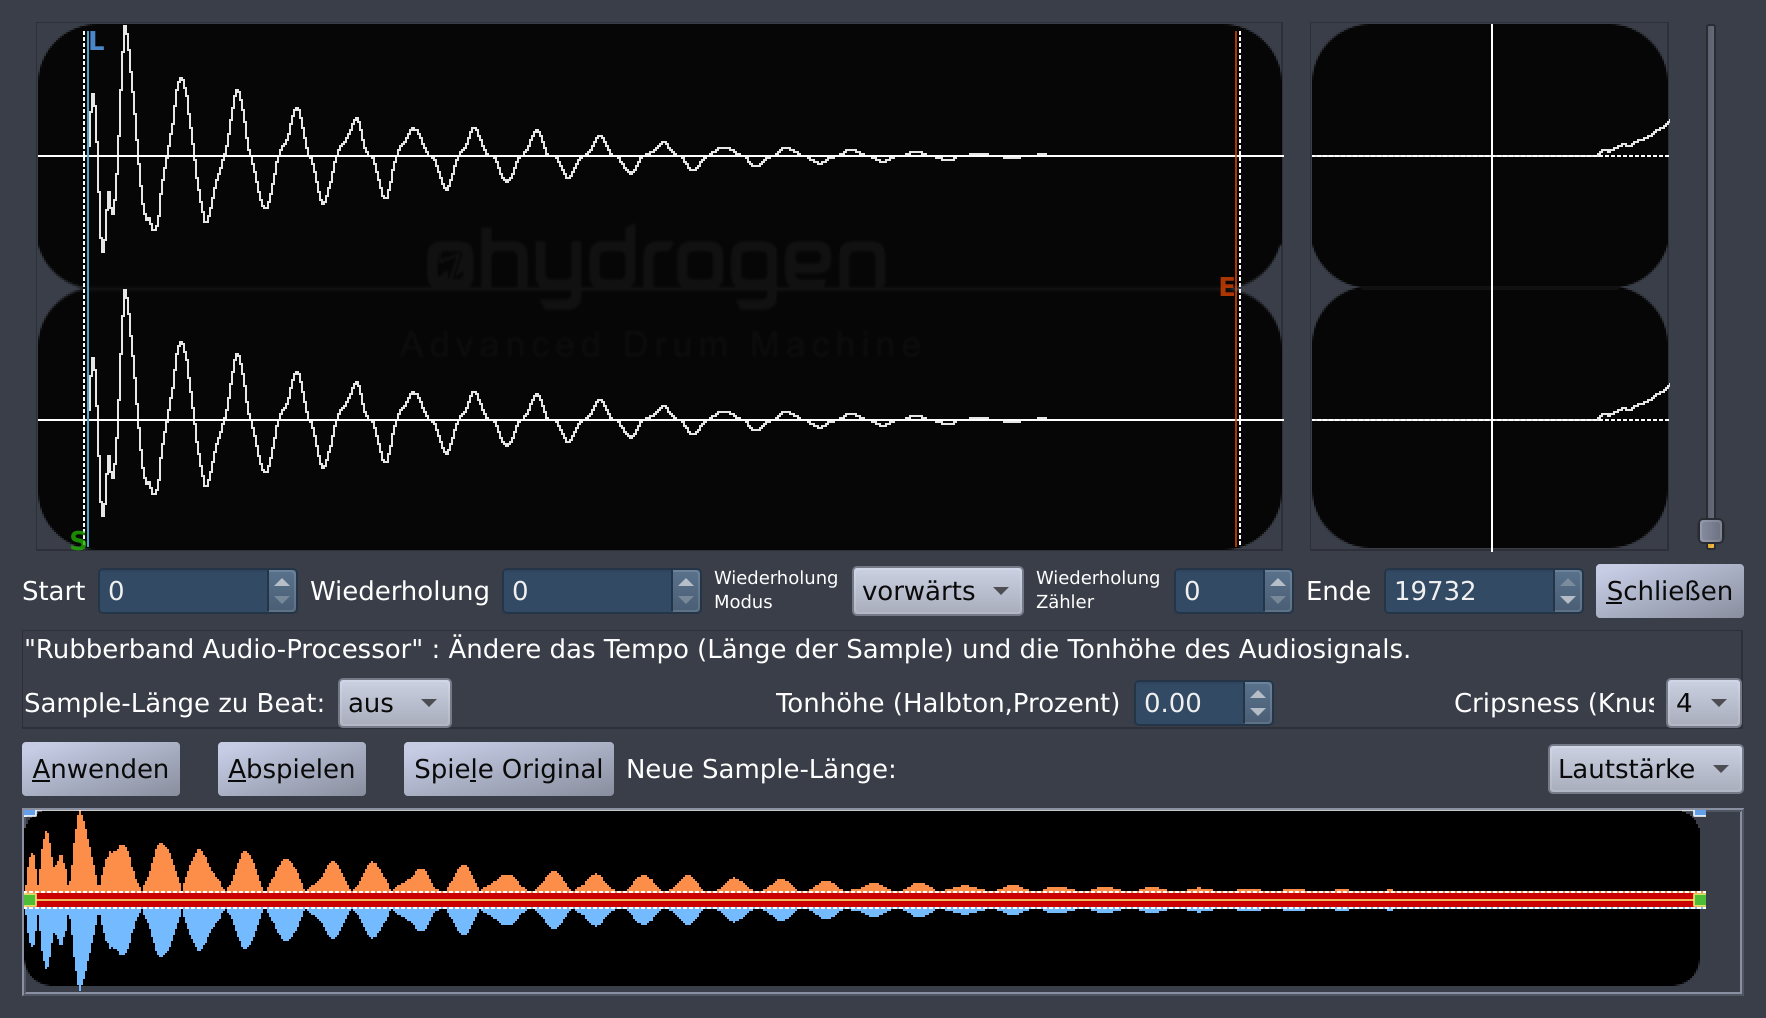 L
hydrogen
E
Advanced Drum Machine
S
Start 0 Wiederholung 0 Wiederholung Modus vorwärts Wiederholung Zähler 0 Ende 19732 Schließen
"Rubberband Audio-Processor" : Ändere das Tempo (Länge der Sample) und die Tonhöhe des Audiosignals.
Sample-Länge zu Beat: aus Tonhöhe (Halbton,Prozent) 0.00 Cripsness (Knus 4
Anwenden Abspielen Spiele Original Neue Sample-Länge: Lautstärke